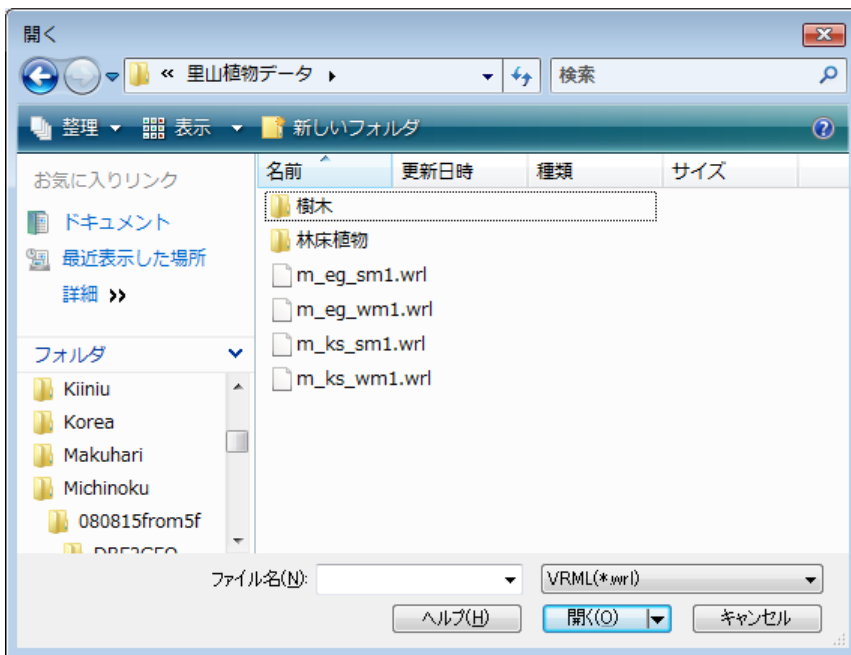 開く
« 里山植物データ
検索
整理 表示 新しいフォルダ
お気に入りリンク
ドキュメント
最近表示した場所
詳細 »
フォルダ
Kiiniu
Korea
Makuhari
Michinoku
080815from5f
名前 更新日時 種類 サイズ
樹木
林床植物
m_eg_sm1.wrl
m_eg_wm1.wrl
m_ks_sm1.wrl
m_ks_wm1.wrl
ファイル名(N): VRML(*.wrl)
ヘルプ(H) 開く(O) キャンセル